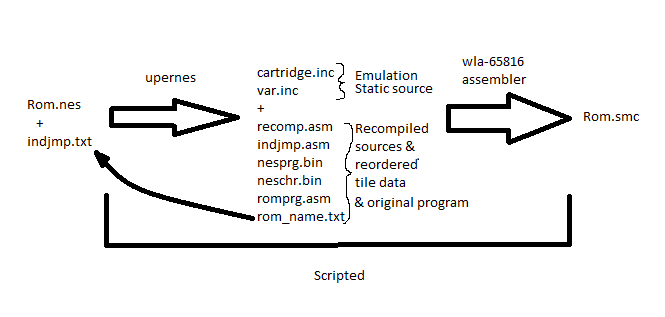 Rom.nes
+
indjmp.txt
upernes
cartridge.inc
var.inc
+
recomp.asm
indjmp.asm
nesprg.bin
neschr.bin
romprg.asm
rom_name.txt
Emulation
Static source
Recompiled
sources &
reordered
tile data
& original program
wla-65816
assembler
Rom.smc
Scripted